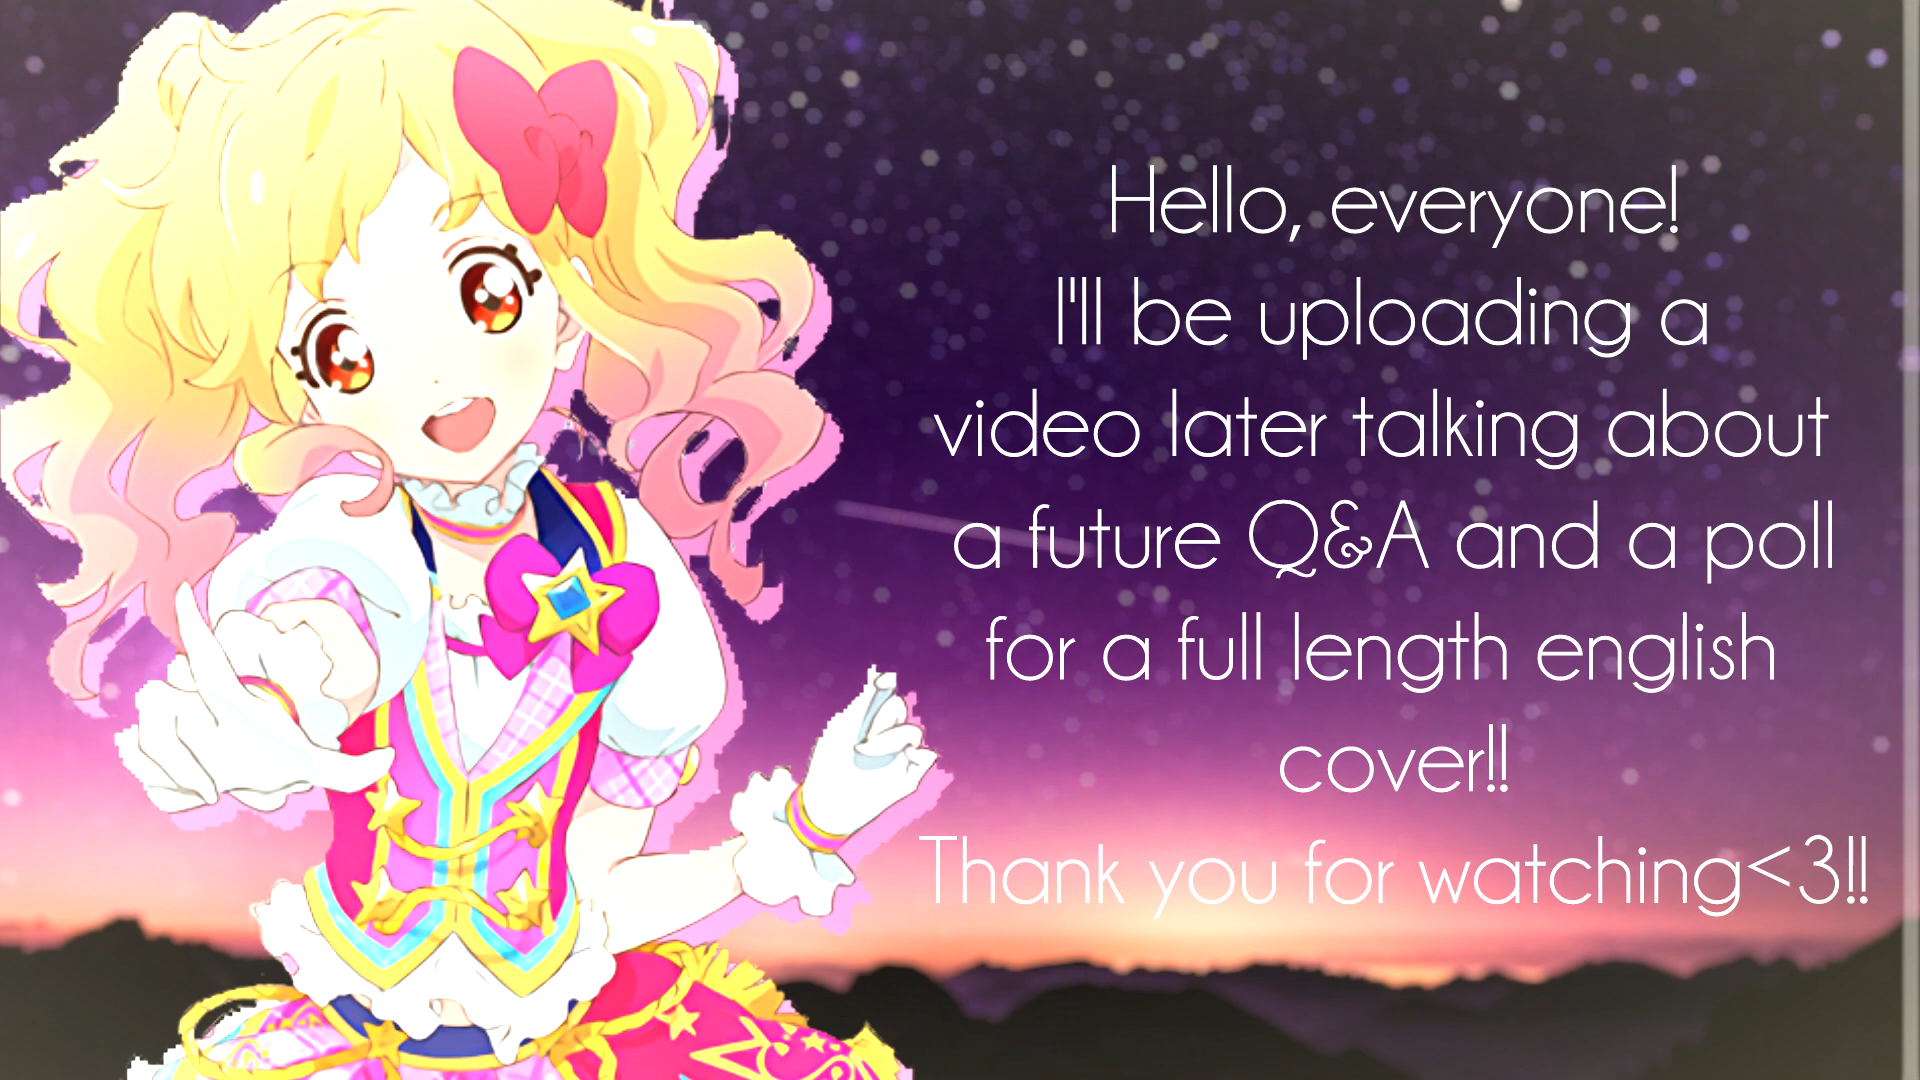 Hello, everyone!
I'll be uploading a
video later talking about
a future Q&A and a poll
for a full length english
cover!!
Thank you for watching<3!!